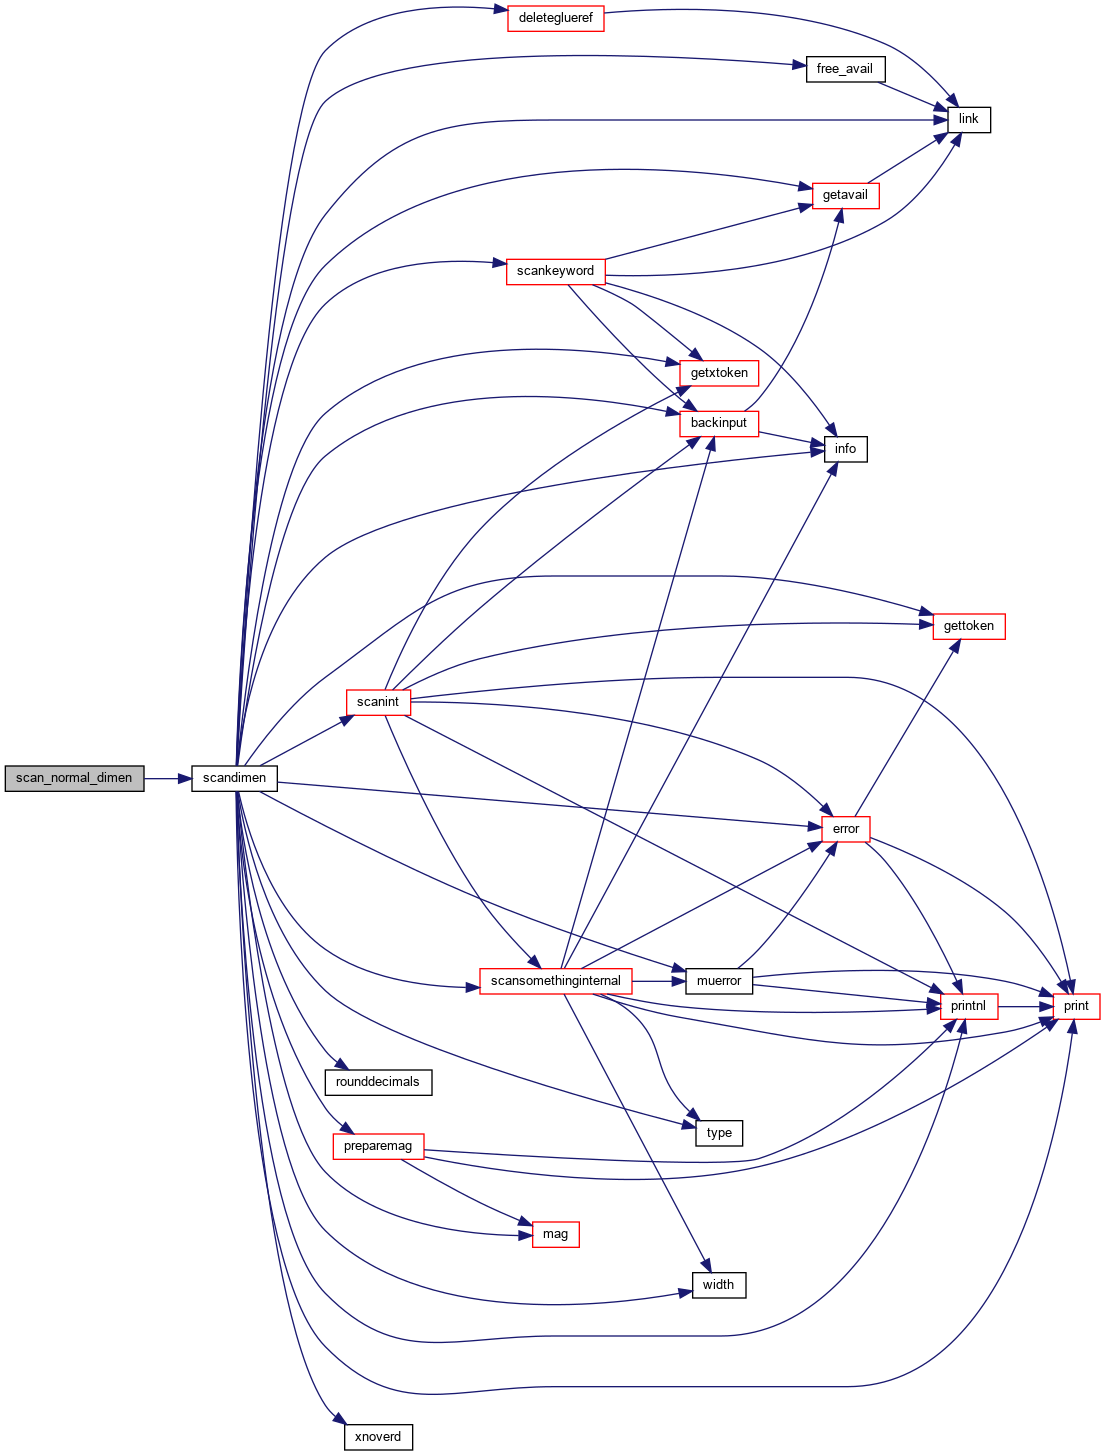 deleteglueref
free_avail
link
getavail
scankeyword
getxtoken
backinput
info
gettoken
scanint
scan_normal_dimen
scandimen
error
scansomethinginternal
muerror
printnl
print
rounddecimals
type
preparemag
mag
width
xnoverd